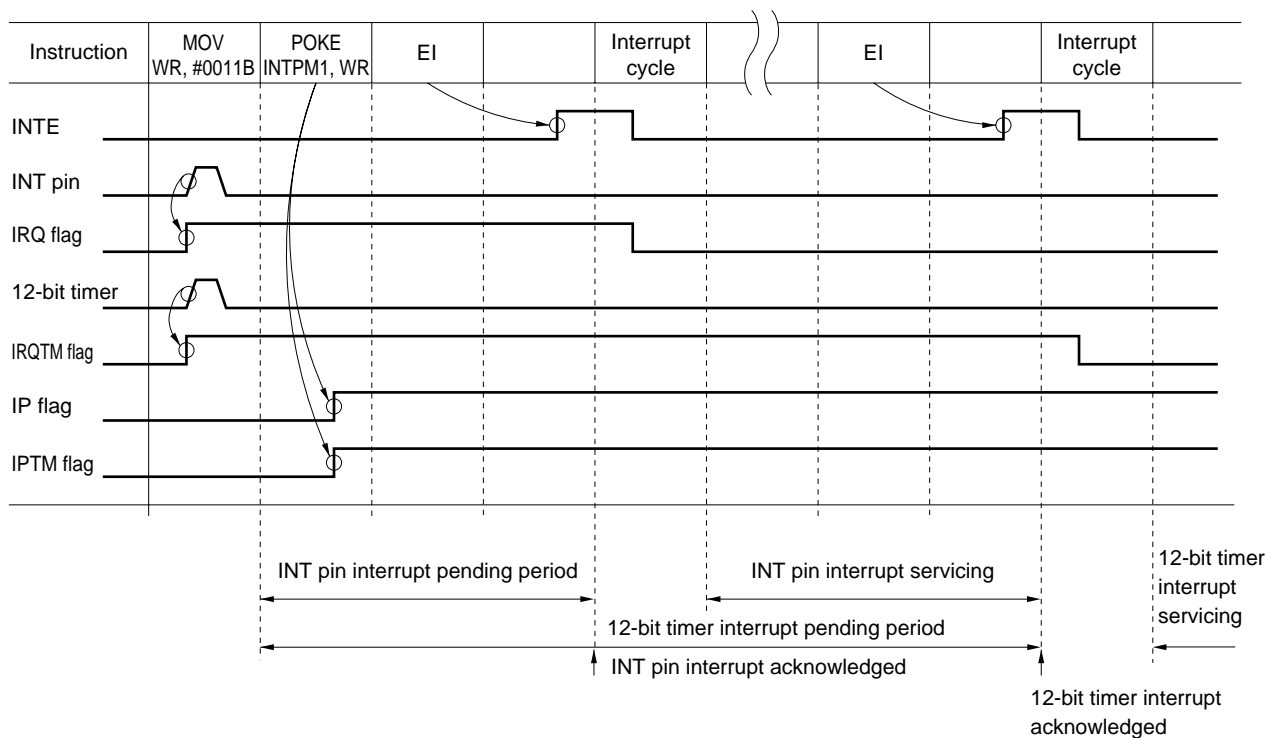 Instruction
MOV
WR, #0011B
POKE
INTPM1, WR
EI
Interrupt
cycle
EI
Interrupt
cycle
INTE
INT pin
IRQ flag
12-bit timer
IRQTM flag
IP flag
IPTM flag
INT pin interrupt pending period
INT pin interrupt servicing
12-bit timer
interrupt
servicing
12-bit timer interrupt pending period
INT pin interrupt acknowledged
12-bit timer interrupt
acknowledged